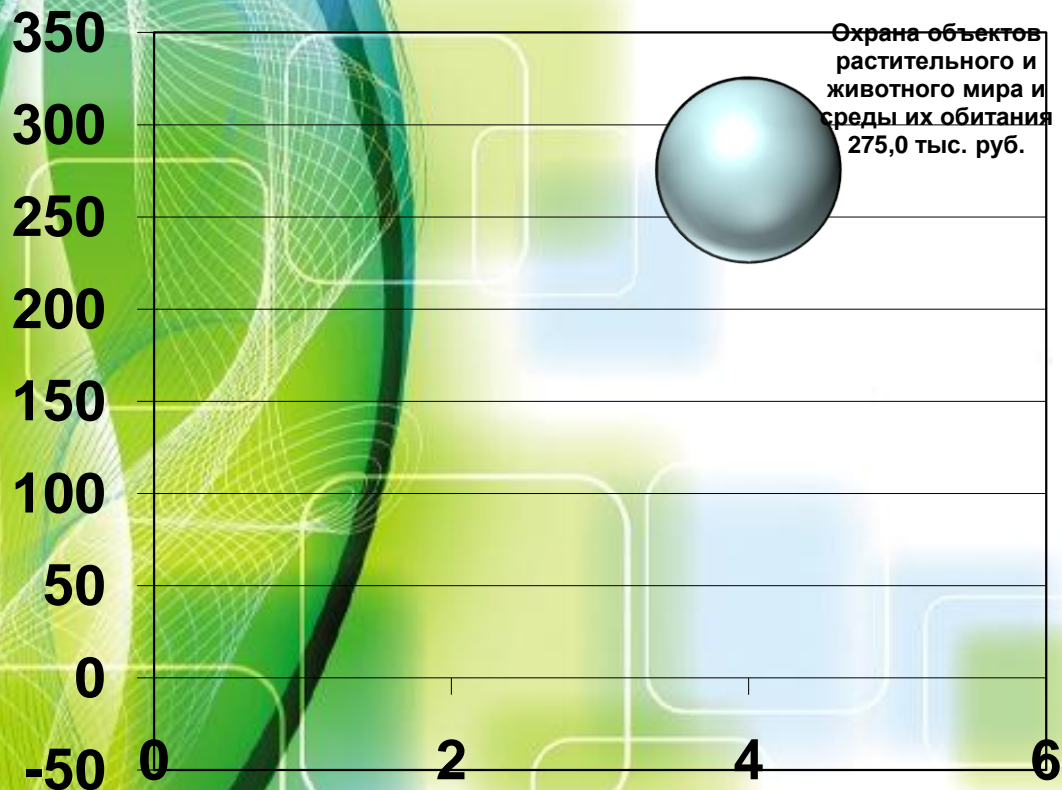 350
Охрана объектов
растительного и
животного мира и
среды их обитания
275,0 тыс. руб.
300
250
200
150
100
50
0
-50
0
2
4
6